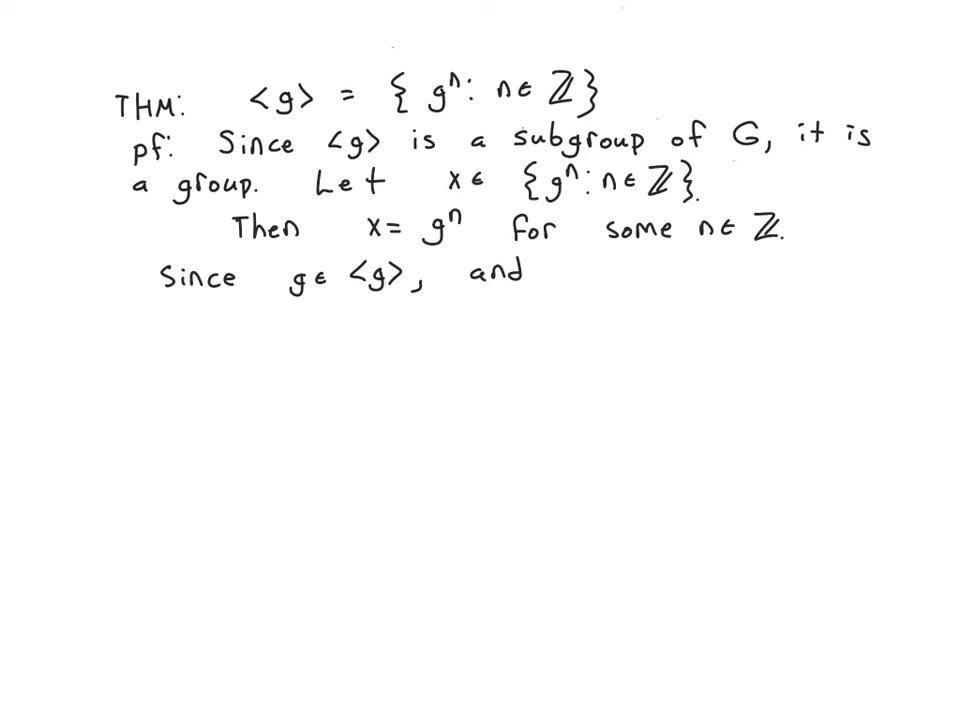 THM: <g> = { gⁿ: n ∈ ℤ }
pf: Since <g> is a subgroup of G, it is
a group. Let x ∈ { gⁿ: n ∈ ℤ }.
Then x = gⁿ for some n ∈ ℤ.
Since g ∈ <g>, and